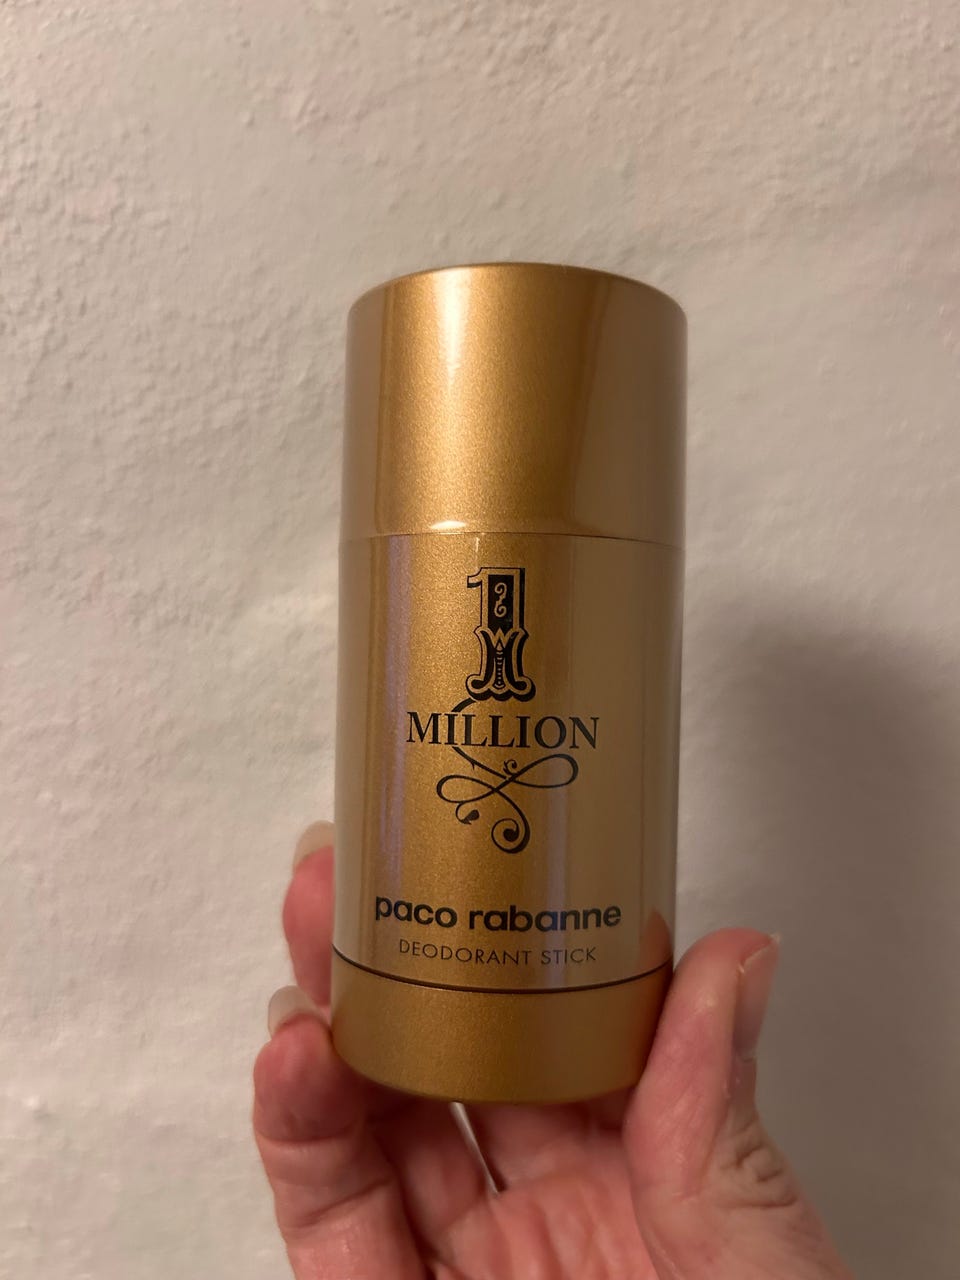 1
MILLION
paco rabanne
DEODORANT STICK